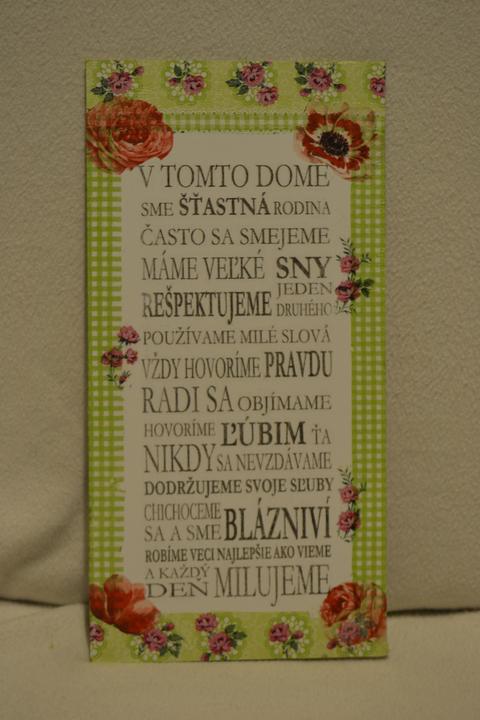 V TOMTO DOME
SME ŠŤASTNÁ RODINA
ČASTO SA SMEJEME
MÁME VEĽKÉ SNY
REŠPEKTUJEME JEDEN DRUHÉHO
POUŽÍVAME MILÉ SLOVÁ
VŽDY HOVORÍME PRAVDU
RADI SA OBJÍMAME
HOVORÍME ĽÚBIM ŤA
NIKDY SA NEVZDÁVAME
DODRŽUJEME SVOJE SĽUBY
CHICHOCEME
SA A SME BLÁZNIVÍ
ROBÍME VECI NAJLEPŠIE AKO VIEME
A KAŽDÝ
DEŇ MILUJEME